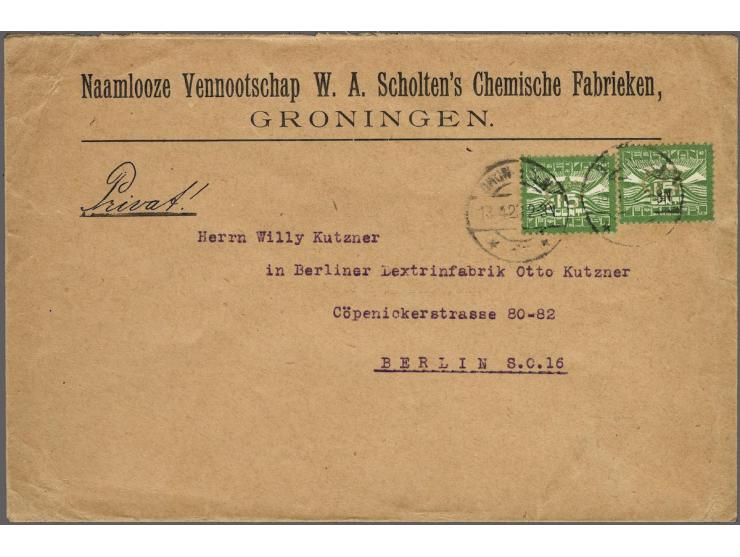 Naamlooze Vennootschap W. A. Scholten's Chemische Fabrieken,
GRONINGEN.
Privat!
Herrn Willy Kutzner
in Berliner Dextrinfabrik Otto Kutzner
Cöpenickerstrasse 80-82
BERLIN S.O.16